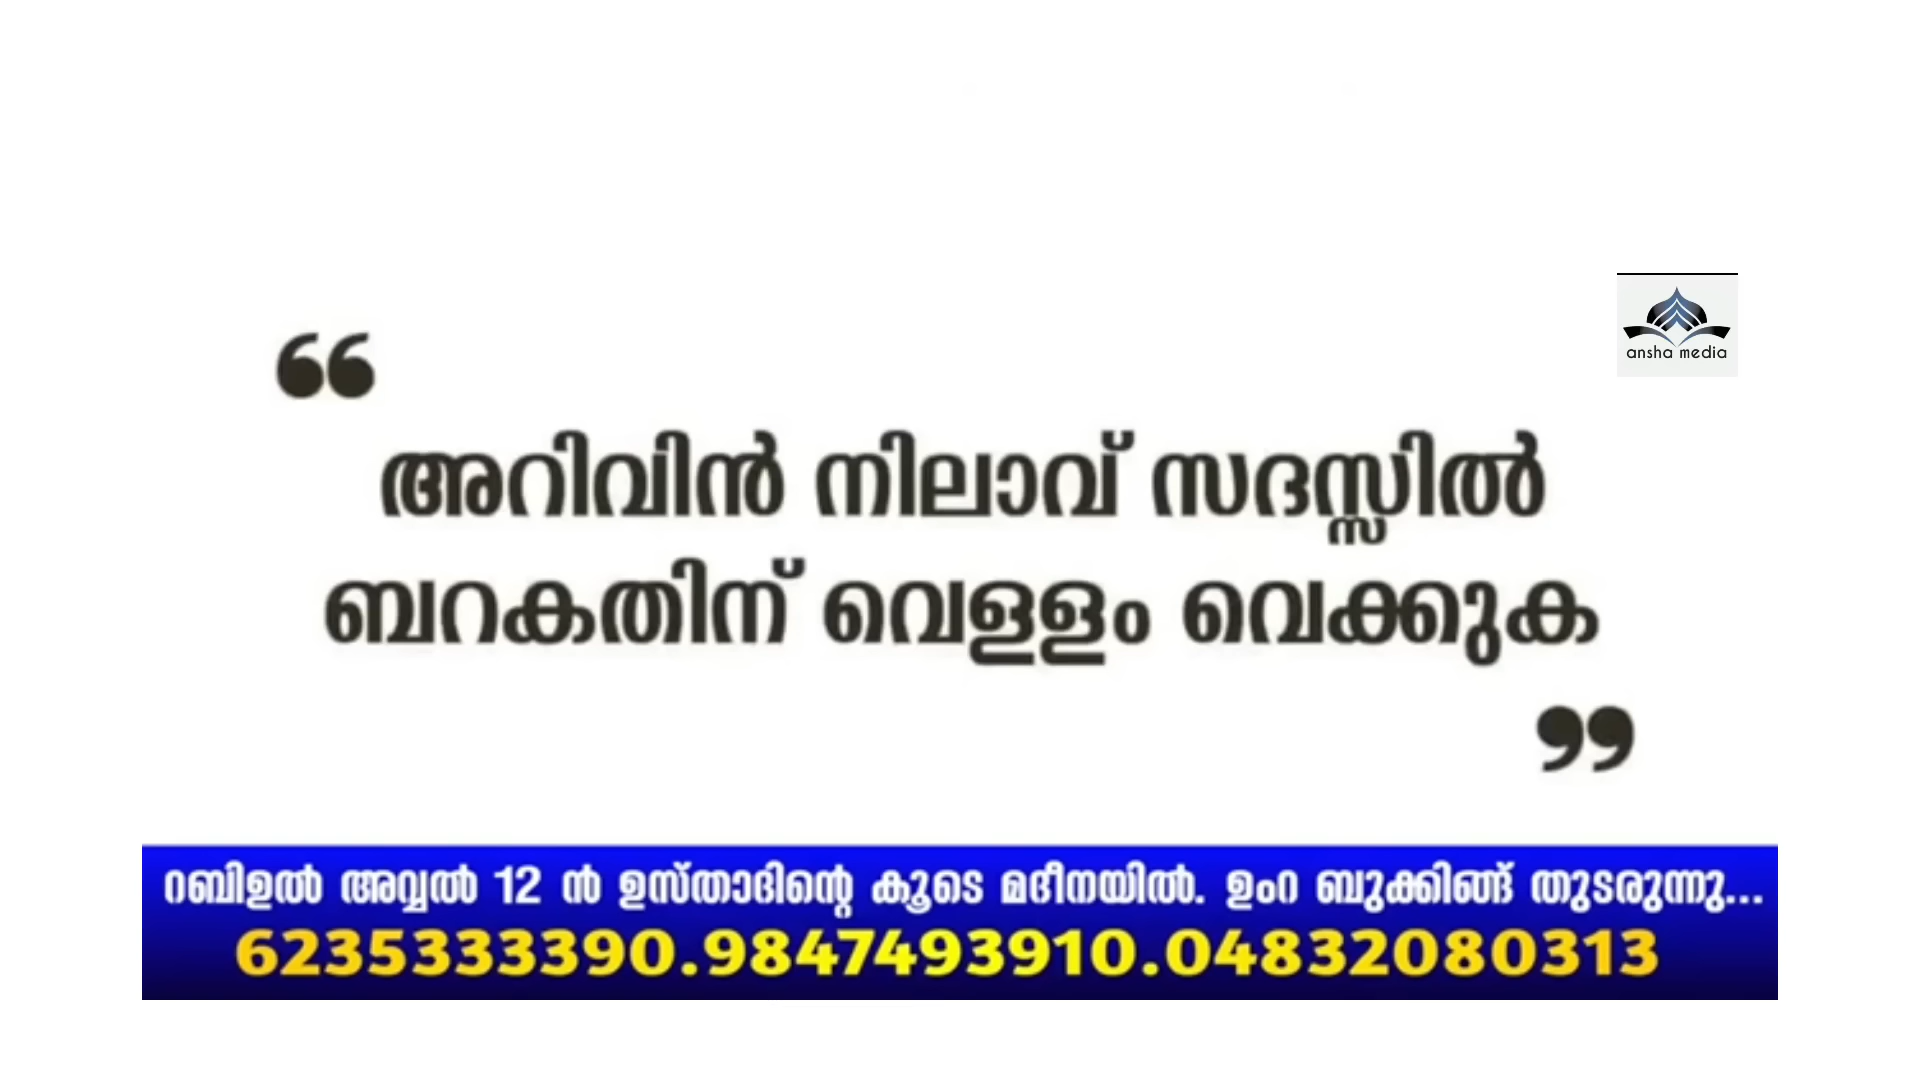 ansha media
“
അറിവിൻ നിലാവ് സദസ്സിൽ
ബറകതിന് വെള്ളം വെക്കുക
”
റബിഉൽ അവ്വൽ 12 ൻ ഉസ്താദിന്റെ കൂടെ മദീനയിൽ. ഉംറ ബുക്കിങ്ങ് തുടരുന്നു...
6235333390.9847493910.04832080313